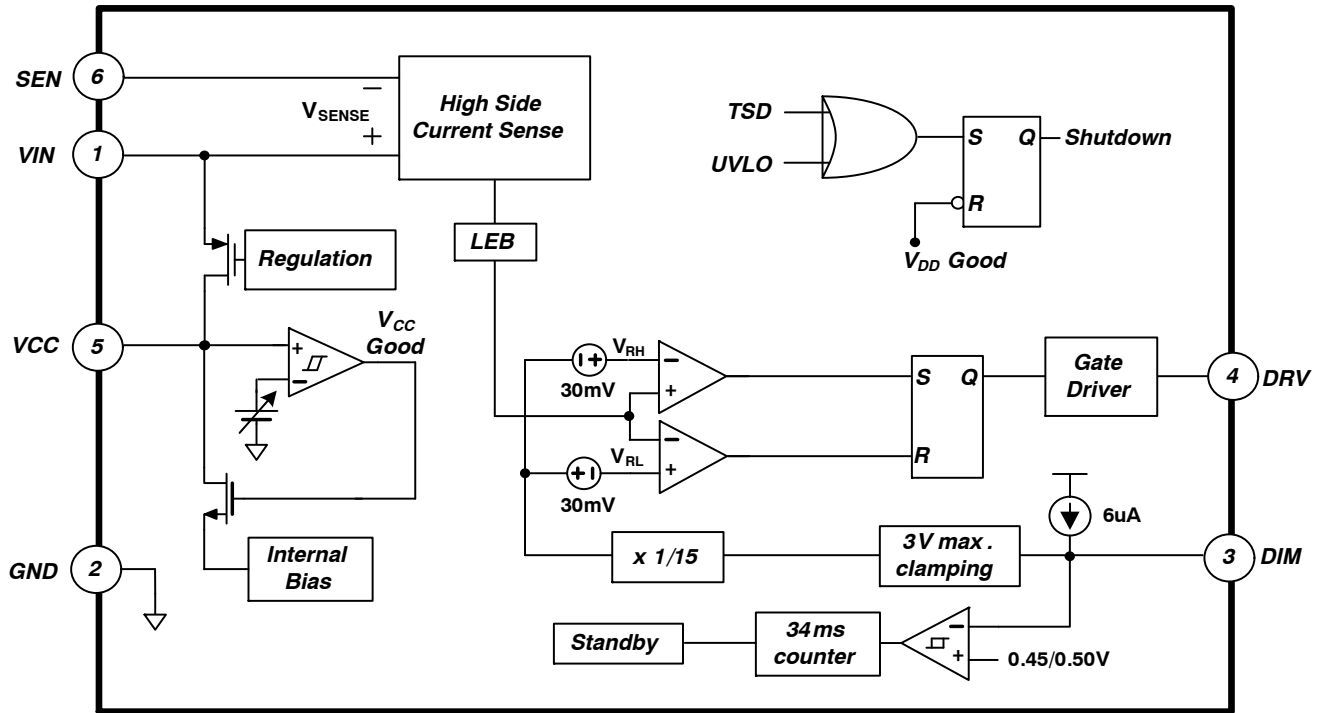 SEN 6
VSENSE
−
+
High Side
Current Sense
VIN 1
TSD
UVLO
S Q
R
Shutdown
VDD Good
LEB
Regulation
VCC 5
VCC
Good
+
−
VRH
30mV
−
+
VRL
30mV
−
+
S Q
R
Gate
Driver
4 DRV
6uA
GND 2
Internal
Bias
x 1/15
3V max .
clamping
3 DIM
Standby
34ms
counter
−
+
0.45/0.50V